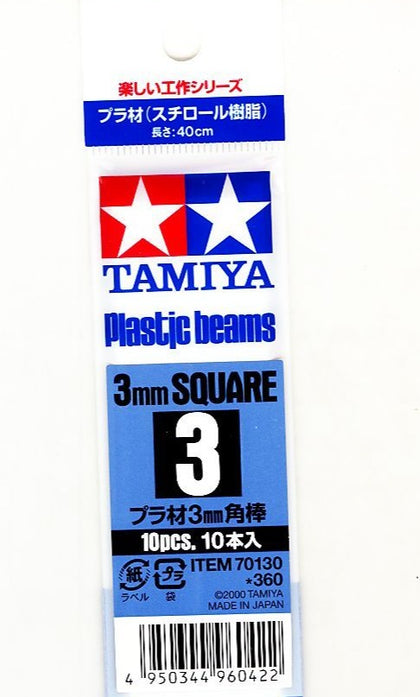 楽しい工作シリーズ
プラ材(スチロール樹脂)
長さ:40cm
TAMIYA
Plastic beams
3mm SQUARE
3
プラ材3mm角棒
10pcs. 10本入
紙 プラ ITEM 70130
ラベル 袋 *360
©2000 TAMIYA
MADE IN JAPAN
4 950344 960422